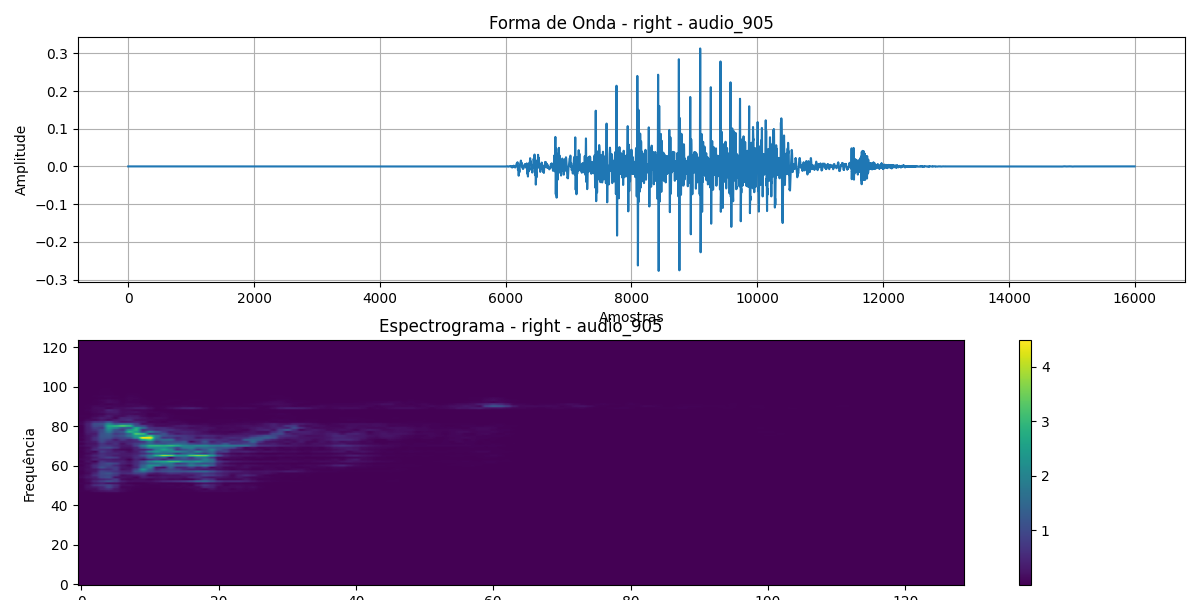 Forma de Onda - right - audio_905
0.3
0.2
0.1
0.0
−0.1
−0.2
−0.3
Amplitude
0 2000 4000 6000 8000 10000 12000 14000 16000
Amostras
Espectrograma - right - audio_905
120
100
80
60
40
20
0
Frequência
0 20 40 60 80 100 120
4
3
2
1